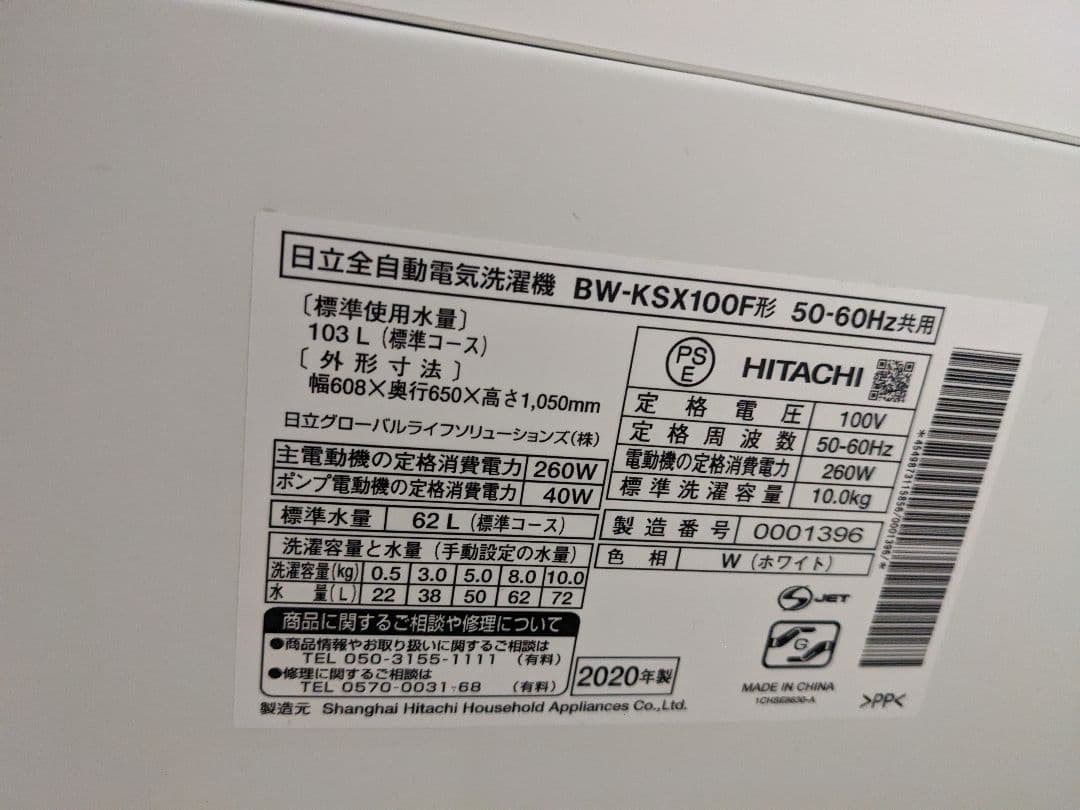 日立全自動電気洗濯機 BW-KSX100F形 50-60Hz共用
〔標準使用水量〕
103 L (標準コース)
〔外形寸法〕
幅608×奥行650×高さ1,050mm
日立グローバルライフソリューションズ(株)
主電動機の定格消費電力 260W
ポンプ電動機の定格消費電力 40W
標準水量 62 L (標準コース)
洗濯容量と水量 (手動設定の水量)
洗濯容量(kg) 0.5 3.0 5.0 8.0 10.0
水 量(L) 22 38 50 62 72
商品に関するご相談や修理について
●商品情報やお取り扱いに関するご相談は
TEL 050-3155-1111 (有料)
●修理に関するご相談は
TEL 0570-0031-68 (有料)
2020年製
製造元 Shanghai Hitachi Household Appliances Co.,Ltd.
PS
E
HITACHI
定格電圧 100V
定格周波数 50-60Hz
電動機の定格消費電力 260W
標準洗濯容量 10.0kg
製造番号 0001396
色相 W (ホワイト)
S JET
G
MADE IN CHINA
1CHSE8630-A
>PP<
*4549873115856/0001396/*